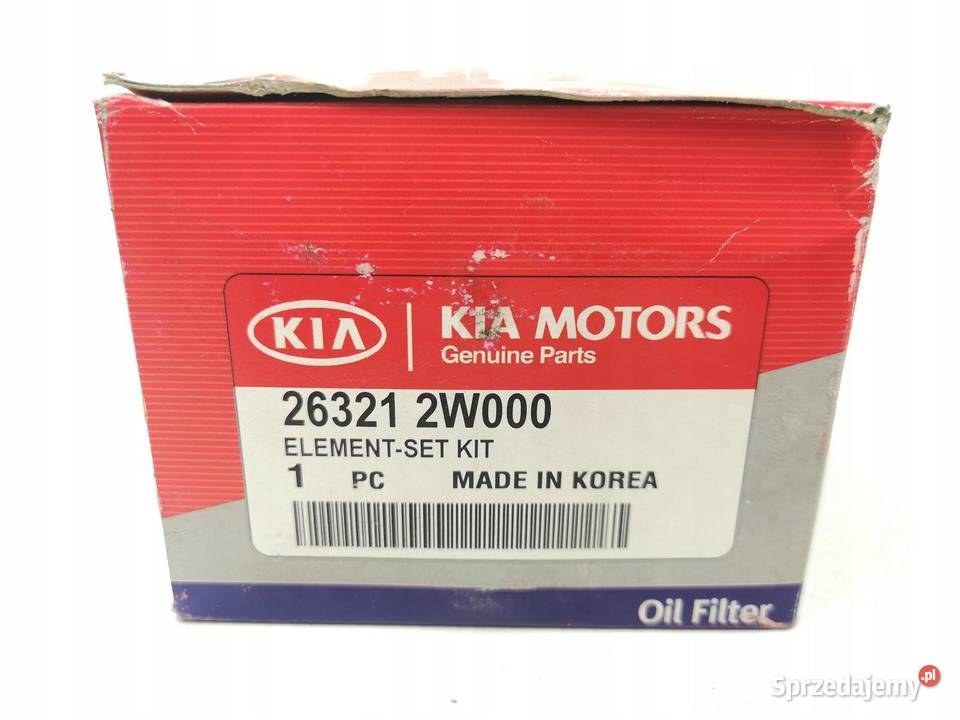 KIA
KIA MOTORS
Genuine Parts
26321 2W000
ELEMENT-SET KIT
1 PC MADE IN KOREA
Oil Filter
Sprzedajemy.pl